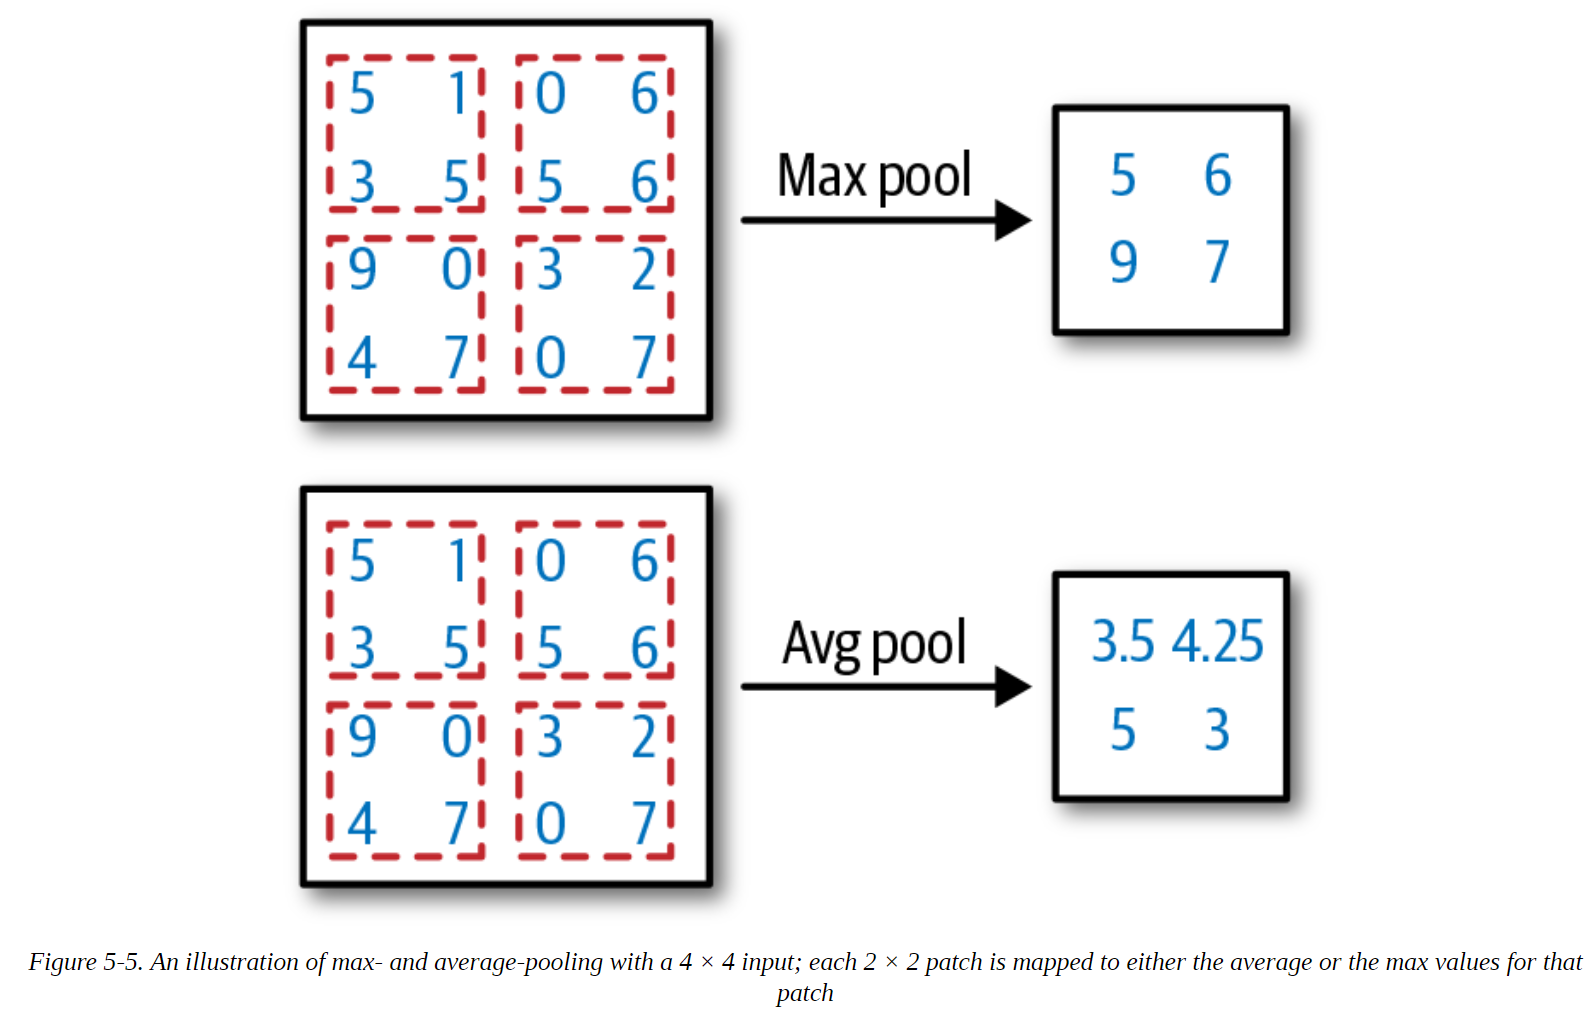 5 1 0 6
3 5 5 6
9 0 3 2
4 7 0 7
Max pool
5 6
9 7
5 1 0 6
3 5 5 6
9 0 3 2
4 7 0 7
Avg pool
3.5 4.25
5 3
Figure 5-5. An illustration of max- and average-pooling with a 4 × 4 input; each 2 × 2 patch is mapped to either the average or the max values for that
patch